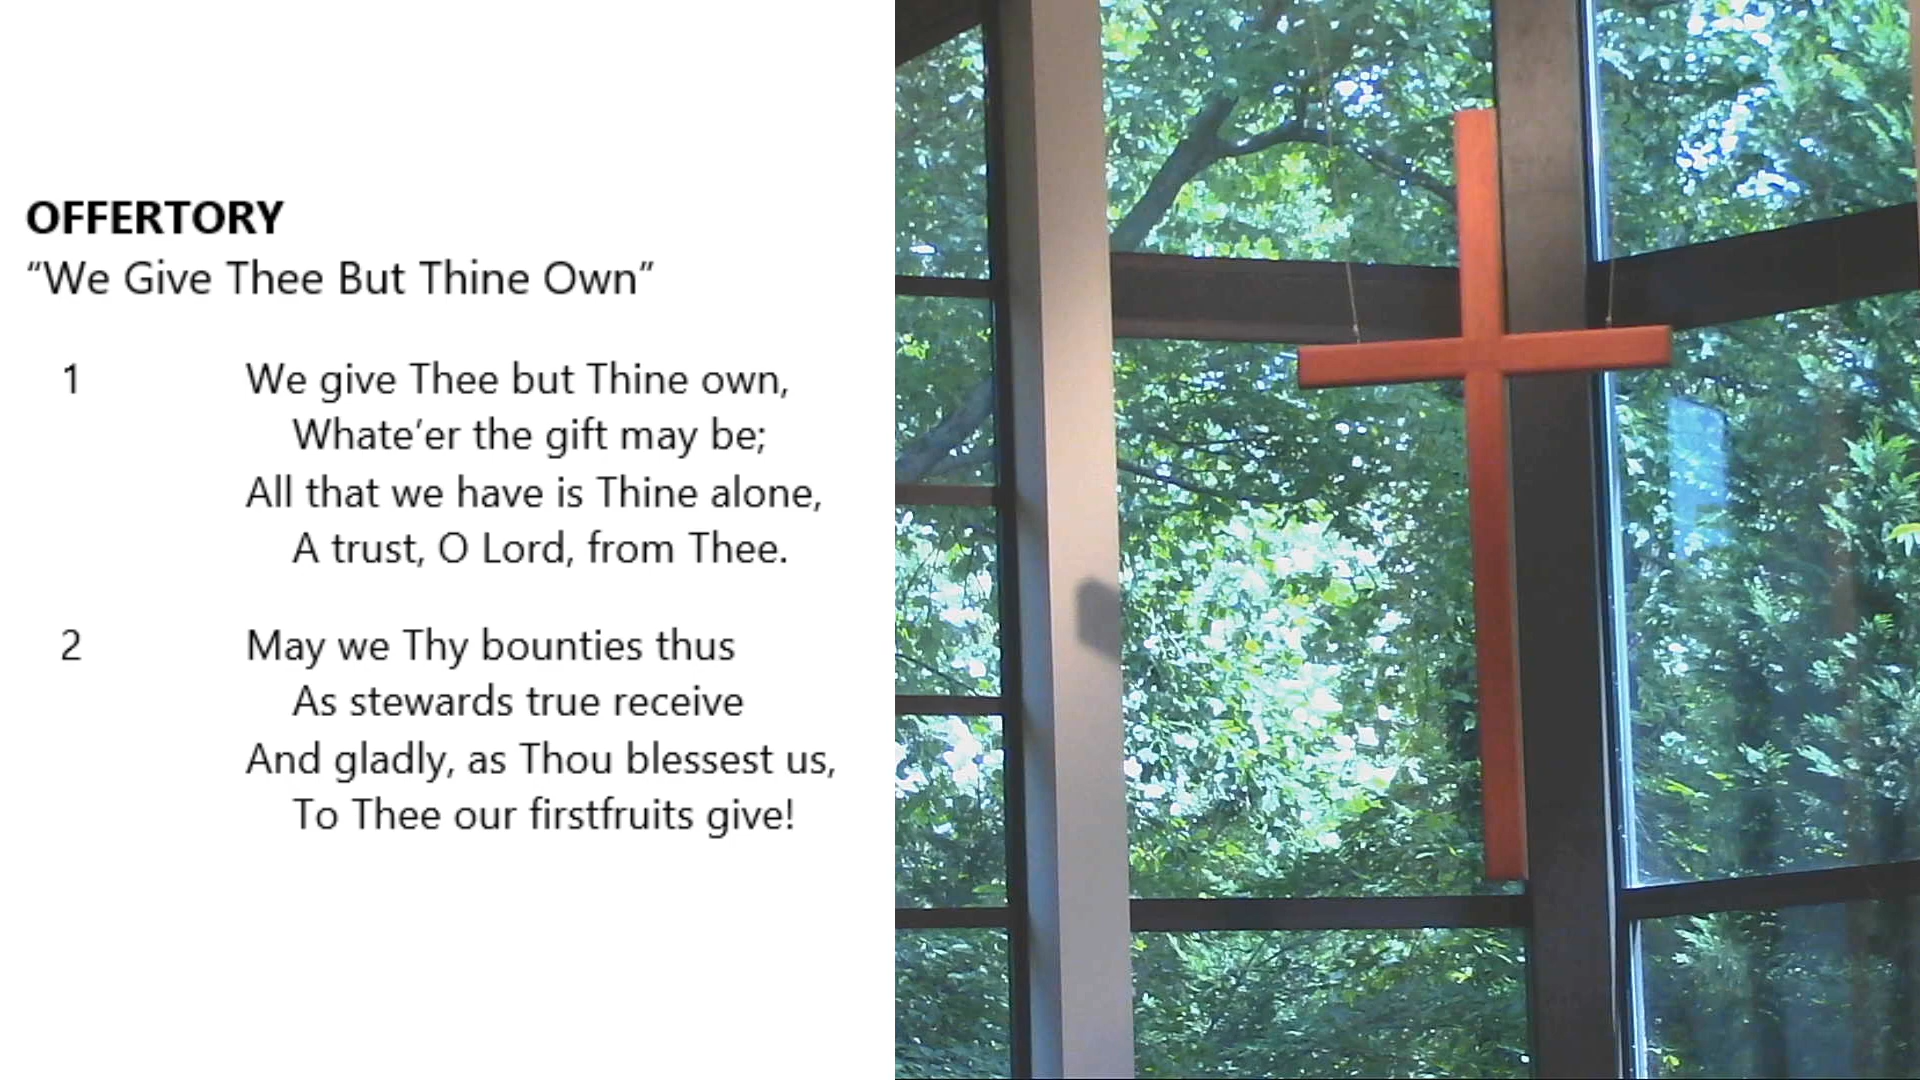 OFFERTORY
“We Give Thee But Thine Own”
1 We give Thee but Thine own,
Whate’er the gift may be;
All that we have is Thine alone,
A trust, O Lord, from Thee.
2 May we Thy bounties thus
As stewards true receive
And gladly, as Thou blessest us,
To Thee our firstfruits give!